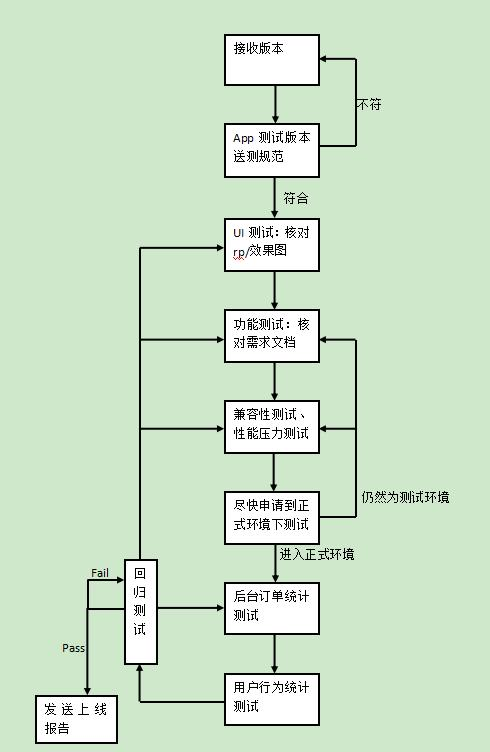 接收版本
不符
App 测试版本
送测规范
符合
UI 测试：核对
rp/效果图
功能测试：核
对需求文档
兼容性测试、
性能压力测试
仍然为测试环境
尽快申请到正
式环境下测试
进入正式环境
Fail
回
归
测
试
后台订单统计
测试
Pass
用户行为统计
测试
发送上线
报告